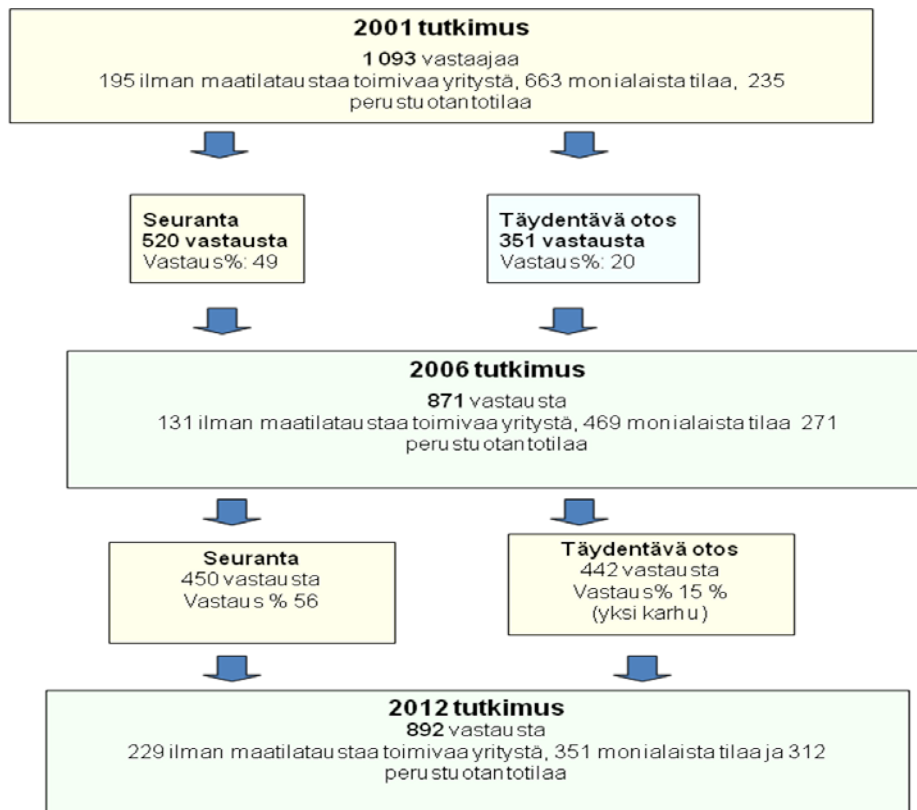 2001 tutkimus
1 093 vastaajaa
195 ilman maatilataustaa toimivaa yritystä, 663 monialaista tilaa, 235
perustuotantotilaa
Seuranta
520 vastausta
Vastaus%: 49
Täydentävä otos
351 vastausta
Vastaus%: 20
2006 tutkimus
871 vastausta
131 ilman maatilataustaa toimivaa yritystä, 469 monialaista tilaa 271
perustuotantotilaa
Seuranta
450 vastausta
Vastaus % 56
Täydentävä otos
442 vastausta
Vastaus% 15 %
(yksi karhu)
2012 tutkimus
892 vastausta
229 ilman maatilataustaa toimivaa yritystä, 351 monialaista tilaa ja 312
perustuotantotilaa